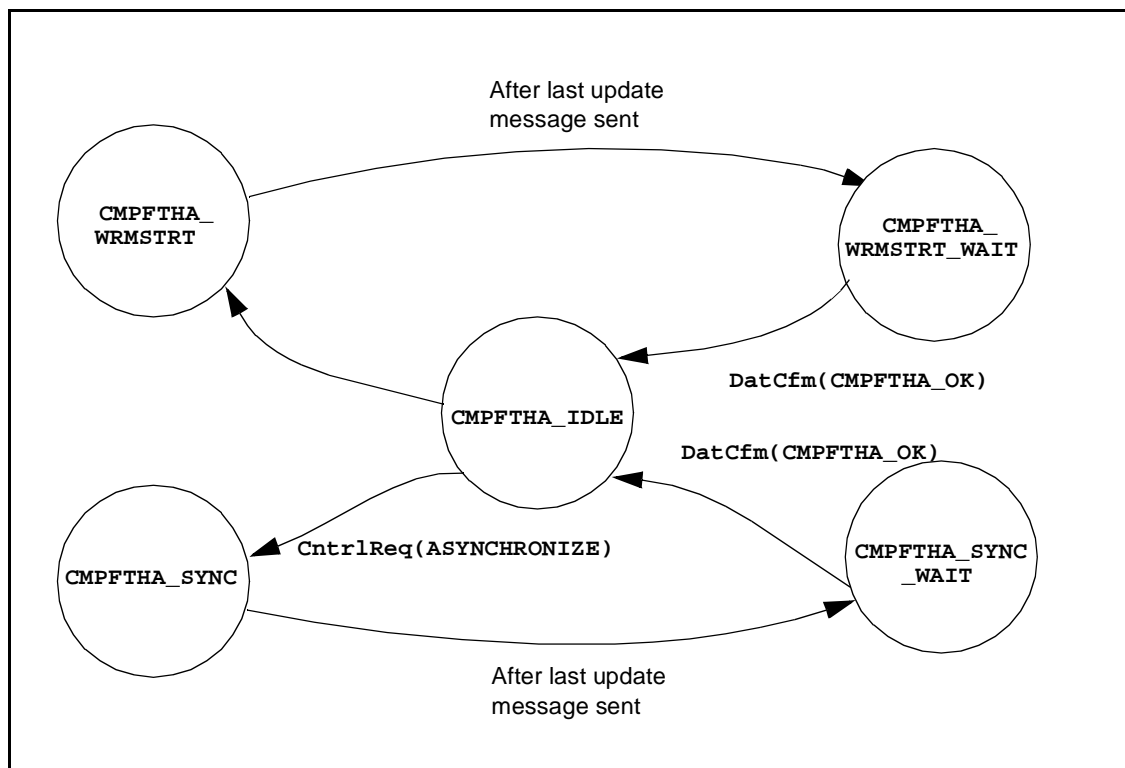 After last update
message sent
CMPFTHA_
WRMSTRT
CMPFTHA_
WRMSTRT_WAIT
DatCfm(CMPFTHA_OK)
CMPFTHA_IDLE
DatCfm(CMPFTHA_OK)
CntrlReq(ASYNCHRONIZE)
CMPFTHA_SYNC
CMPFTHA_SYNC
_WAIT
After last update
message sent